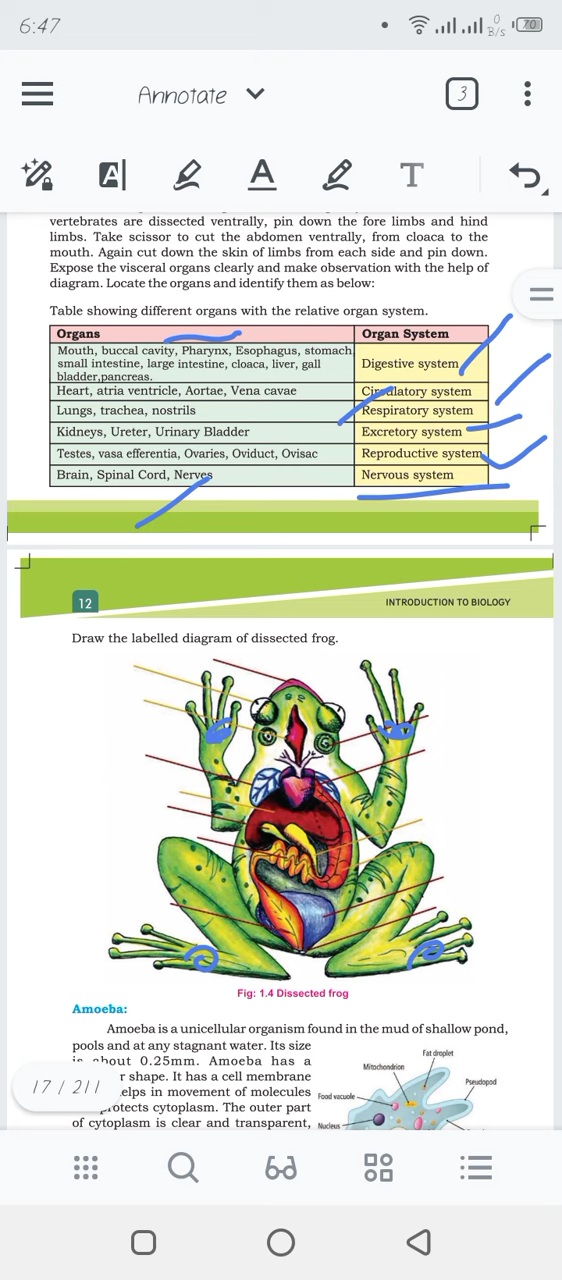 6:47
0
B/s
70
Annotate
3
A
A
T
vertebrates are dissected ventrally, pin down the fore limbs and hind
limbs. Take scissor to cut the abdomen ventrally, from cloaca to the
mouth. Again cut down the skin of limbs from each side and pin down.
Expose the visceral organs clearly and make observation with the help of
diagram. Locate the organs and identify them as below:
Table showing different organs with the relative organ system.
Organs Organ System
Mouth, buccal cavity, Pharynx, Esophagus, stomach,
small intestine, large intestine, cloaca, liver, gall
bladder,pancreas.
Digestive system
Heart, atria ventricle, Aortae, Vena cavae Circulatory system
Lungs, trachea, nostrils Respiratory system
Kidneys, Ureter, Urinary Bladder Excretory system
Testes, vasa efferentia, Ovaries, Oviduct, Ovisac Reproductive system
Brain, Spinal Cord, Nerves Nervous system
12
INTRODUCTION TO BIOLOGY
Draw the labelled diagram of dissected frog.
Fig: 1.4 Dissected frog
Amoeba:
Amoeba is a unicellular organism found in the mud of shallow pond,
pools and at any stagnant water. Its size
about 0.25mm. Amoeba has a
shape. It has a cell membrane
helps in movement of molecules
protects cytoplasm. The outer part
of cytoplasm is clear and transparent,
17 / 211
Fat droplet
Mitochondrion
Pseudopod
Food vacuole
Nucleus